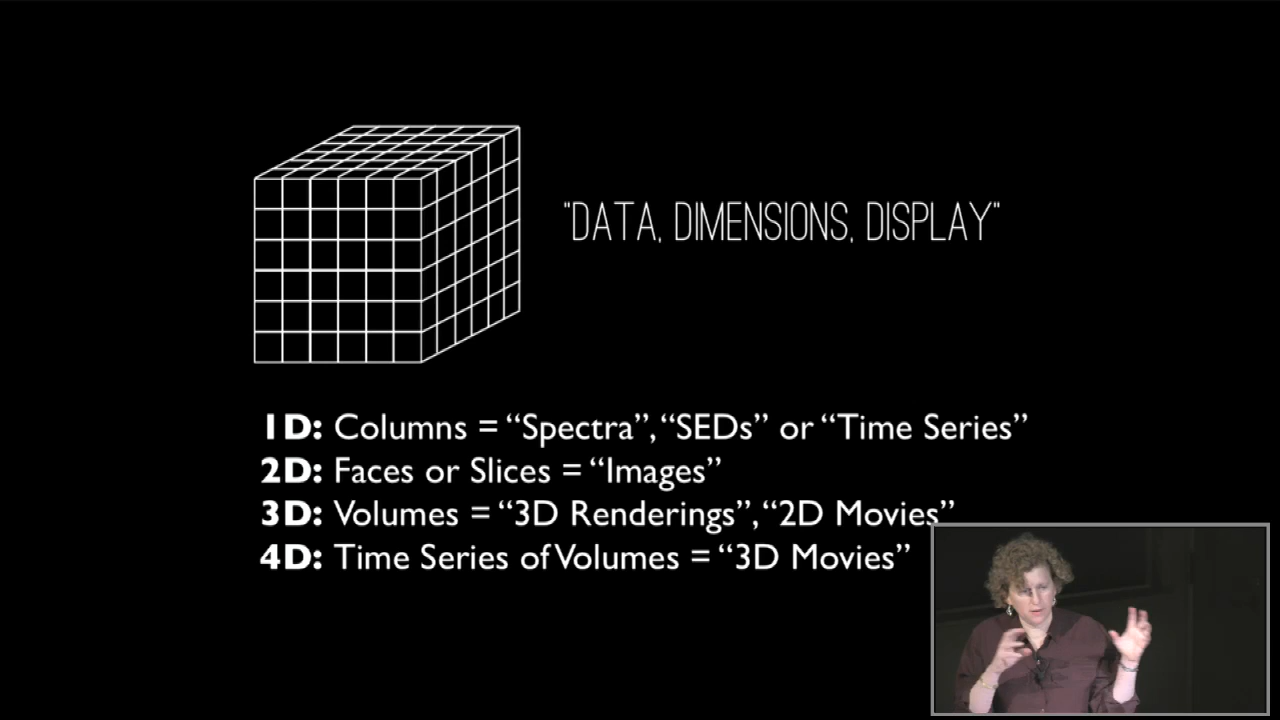 "DATA, DIMENSIONS, DISPLAY"
1D: Columns = “Spectra”, “SEDs” or “Time Series”
2D: Faces or Slices = “Images”
3D: Volumes = “3D Renderings”, “2D Movies”
4D: Time Series of Volumes = “3D Movies”